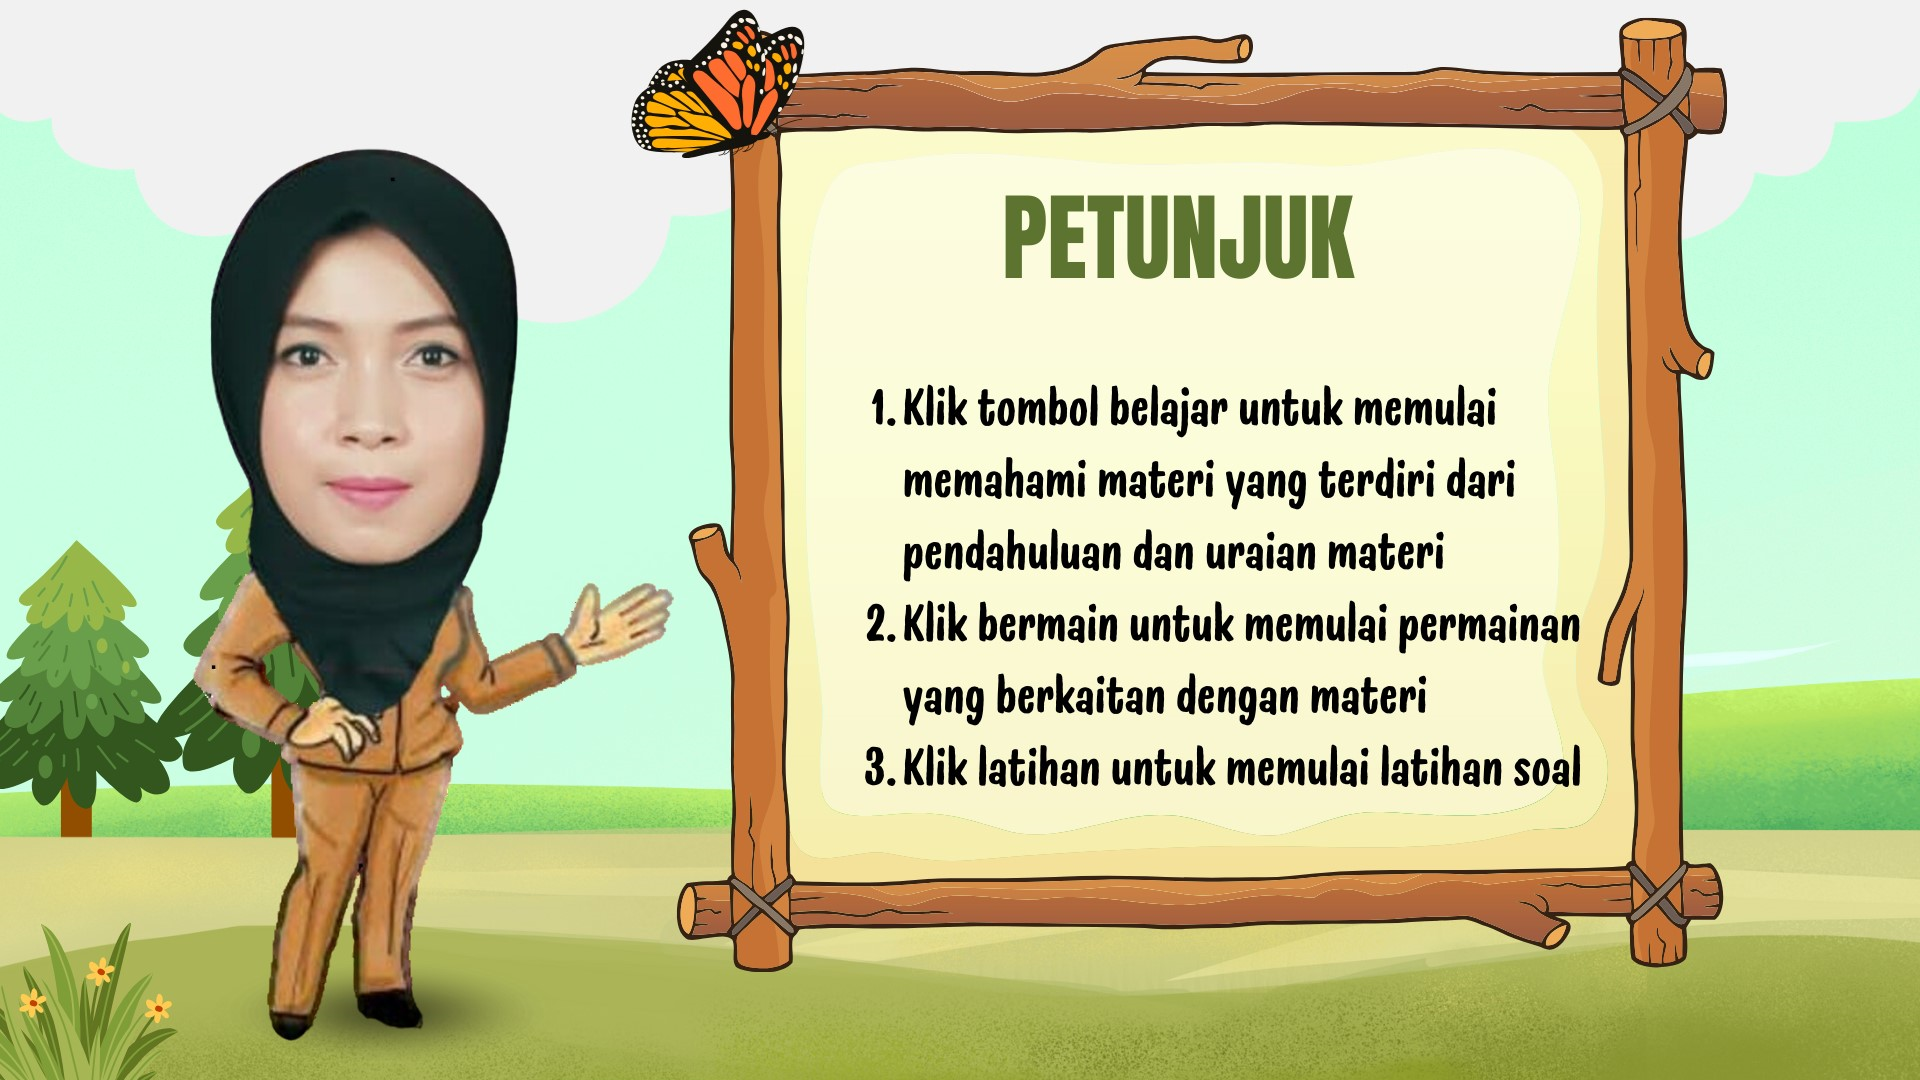 PETUNJUK
1. Klik tombol belajar untuk memulai
memahami materi yang terdiri dari
pendahuluan dan uraian materi
2. Klik bermain untuk memulai permainan
yang berkaitan dengan materi
3. Klik latihan untuk memulai latihan soal